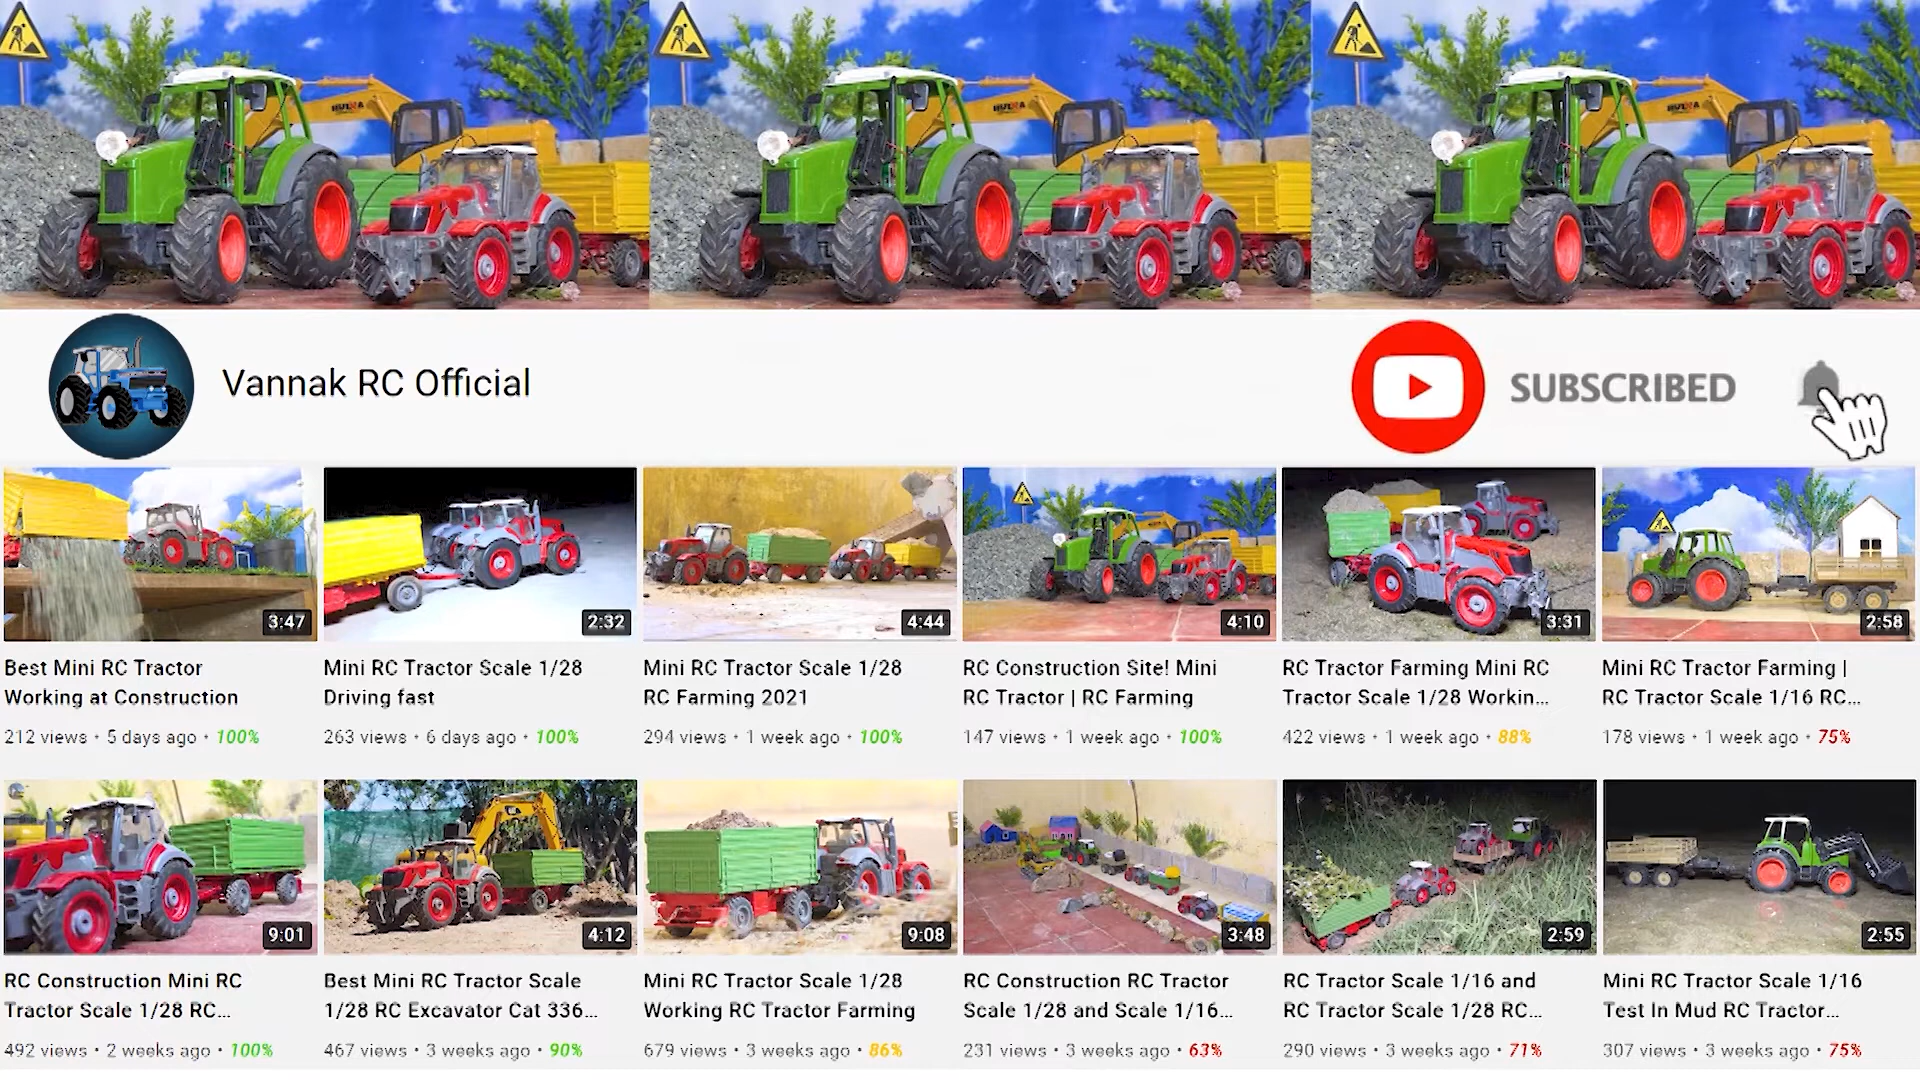 HUINA
HUINA
HUINA
Vannak RC Official
SUBSCRIBED
3:47
2:32
4:44
4:10
3:31
2:58
Best Mini RC Tractor
Working at Construction
212 views • 5 days ago • 100%
Mini RC Tractor Scale 1/28
Driving fast
263 views • 6 days ago • 100%
Mini RC Tractor Scale 1/28
RC Farming 2021
294 views • 1 week ago • 100%
RC Construction Site! Mini
RC Tractor | RC Farming
147 views • 1 week ago • 100%
RC Tractor Farming Mini RC
Tractor Scale 1/28 Workin...
422 views • 1 week ago • 88%
Mini RC Tractor Farming |
RC Tractor Scale 1/16 RC...
178 views • 1 week ago • 75%
9:01
4:12
9:08
3:48
2:59
2:55
RC Construction Mini RC
Tractor Scale 1/28 RC...
492 views • 2 weeks ago • 100%
Best Mini RC Tractor Scale
1/28 RC Excavator Cat 336...
467 views • 3 weeks ago • 90%
Mini RC Tractor Scale 1/28
Working RC Tractor Farming
679 views • 3 weeks ago • 86%
RC Construction RC Tractor
Scale 1/28 and Scale 1/16...
231 views • 3 weeks ago • 63%
RC Tractor Scale 1/16 and
RC Tractor Scale 1/28 RC...
290 views • 3 weeks ago • 71%
Mini RC Tractor Scale 1/16
Test In Mud RC Tractor...
307 views • 3 weeks ago • 75%